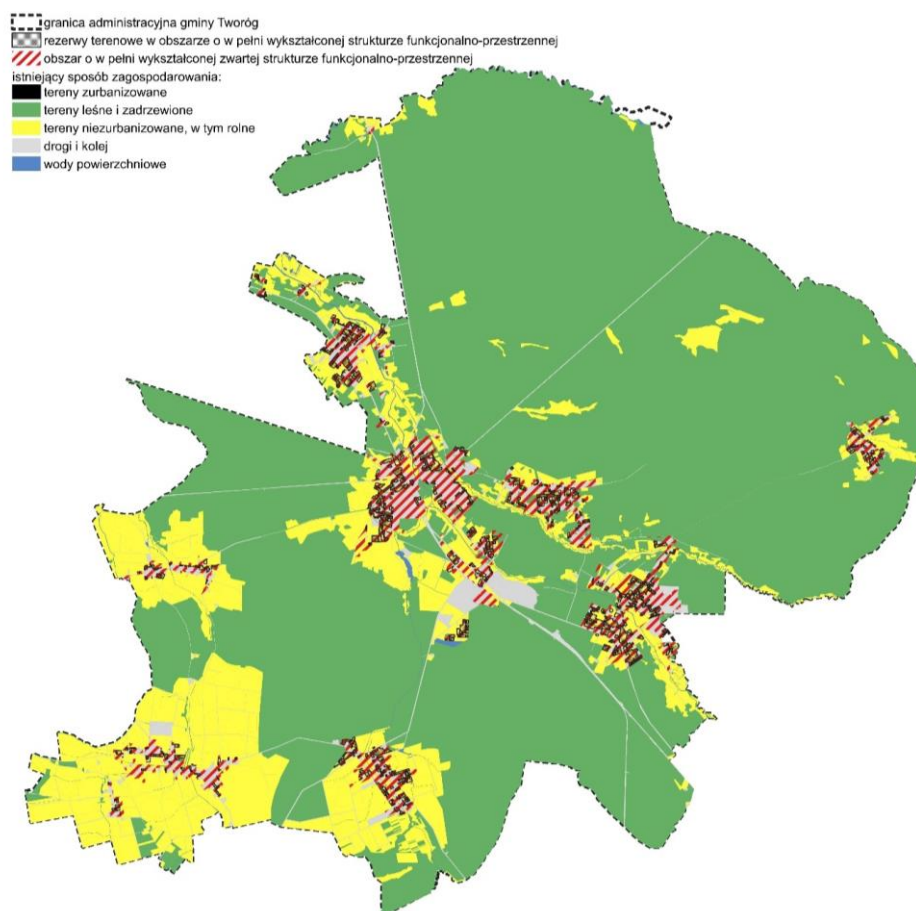 granica administracyjna gminy Tworóg
rezerwy terenowe w obszarze o w pełni wykształconej strukturze funkcjonalno-przestrzennej
obszar o w pełni wykształconej zwartej strukturze funkcjonalno-przestrzennej
istniejący sposób zagospodarowania:
tereny zurbanizowane
tereny leśne i zadrzewione
tereny niezurbanizowane, w tym rolne
drogi i kolej
wody powierzchniowe